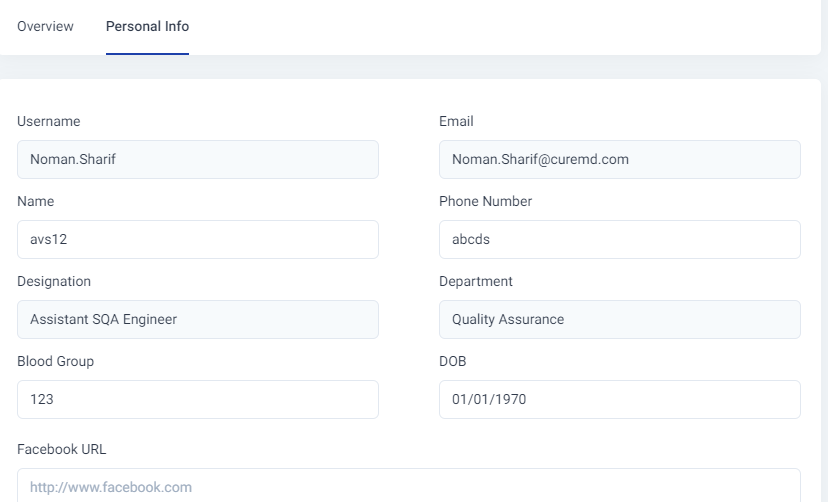 Overview Personal Info
Username Email
Noman.Sharif Noman.Sharif@curemd.com
Name Phone Number
avs12 abcds
Designation Department
Assistant SQA Engineer Quality Assurance
Blood Group DOB
123 01/01/1970
Facebook URL
http://www.facebook.com